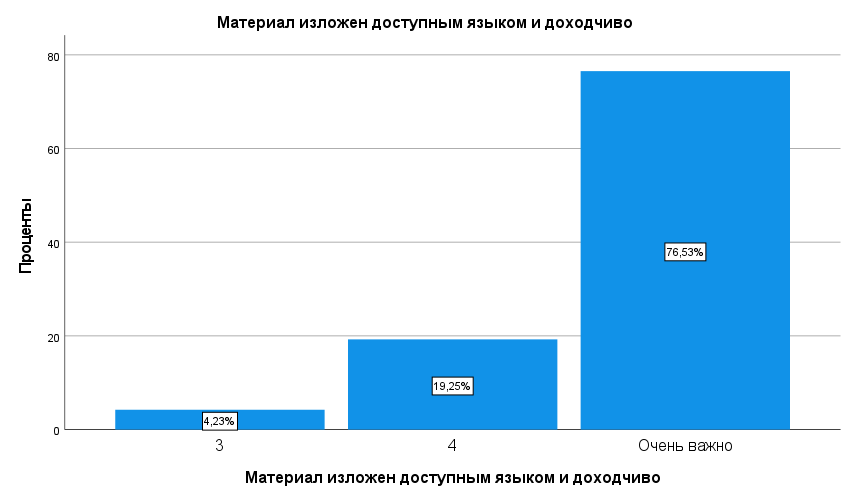 Материал изложен доступным языком и доходчиво
80
60
40
20
0
Проценты
4,23%
19,25%
76,53%
3
4
Очень важно
Материал изложен доступным языком и доходчиво